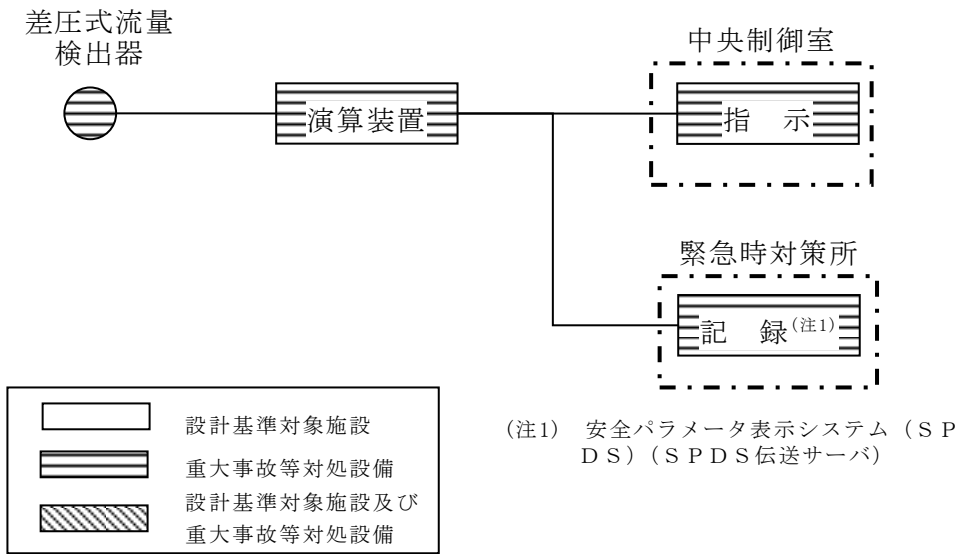 差圧式流量
検出器
演算装置
中央制御室
指　示
緊急時対策所
記　録(注1)
設計基準対象施設
重大事故等対処設備
設計基準対象施設及び
重大事故等対処設備
(注1)　安全パラメータ表示システム（ＳＰ
ＤＳ）（ＳＰＤＳ伝送サーバ）